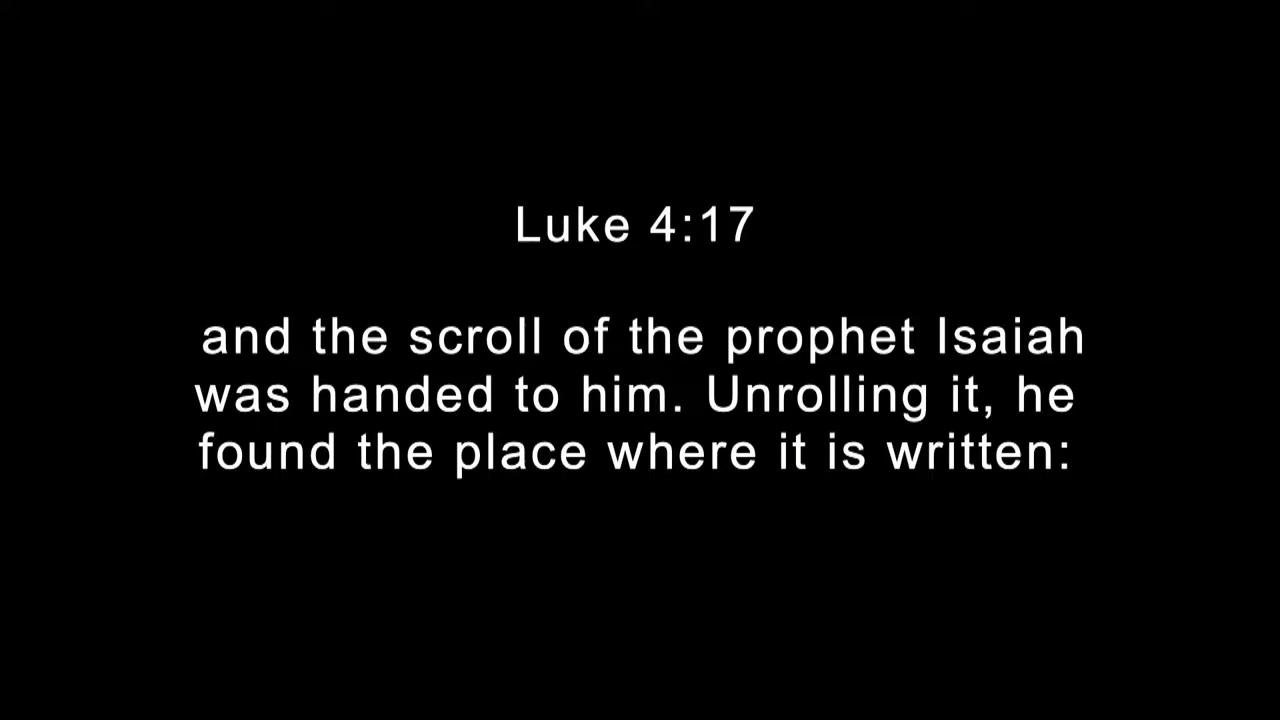 Luke 4:17
and the scroll of the prophet Isaiah
was handed to him. Unrolling it, he
found the place where it is written: